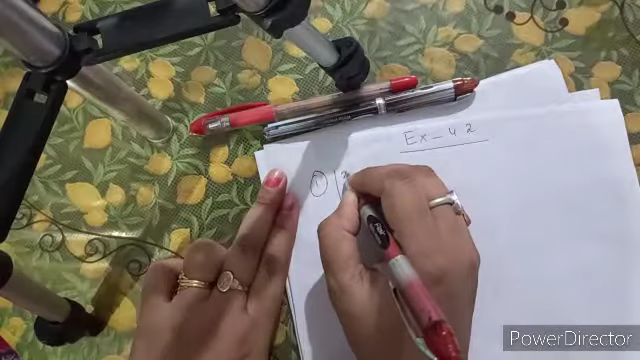 Ex - 4 2
① | x
PowerDirector